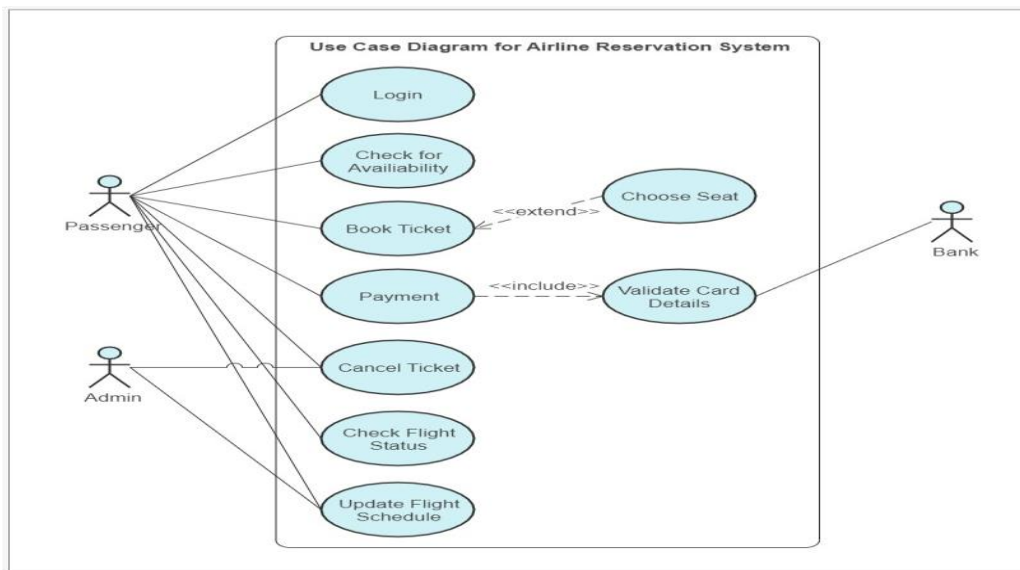 Use Case Diagram for Airline Reservation System
Login
Check for
Availiability
Choose Seat
<<extend>>
Passenger
Book Ticket
Bank
<<include>>
Payment
Validate Card
Details
Cancel Ticket
Admin
Check Flight
Status
Update Flight
Schedule